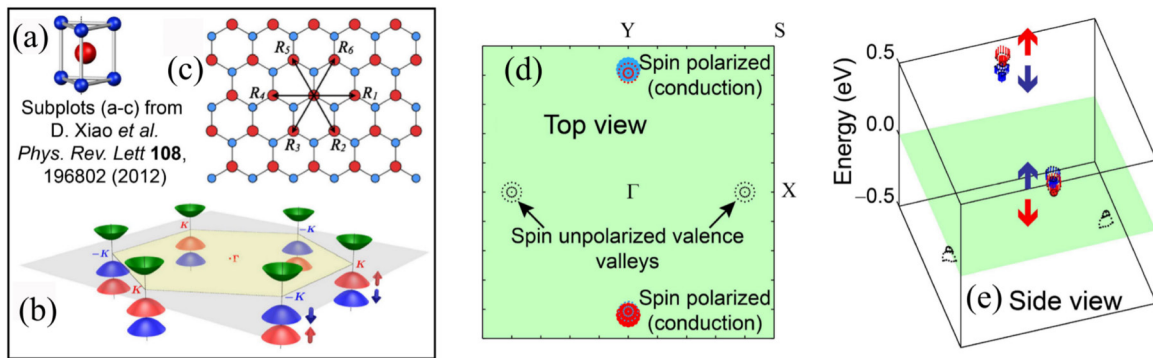 (a)
Subplots (a-c) from
D. Xiao et al.
Phys. Rev. Lett 108,
196802 (2012)
(c)
R5
R6
R4
R1
R3
R2
(b)
K
-K
-K
·Γ
K
K
-K
(d)
Y
S
Spin polarized
(conduction)
Top view
Γ
X
Spin unpolarized valence
valleys
Spin polarized
(conduction)
Energy (eV)
0.5
0.0
−0.5
(e)
Side view